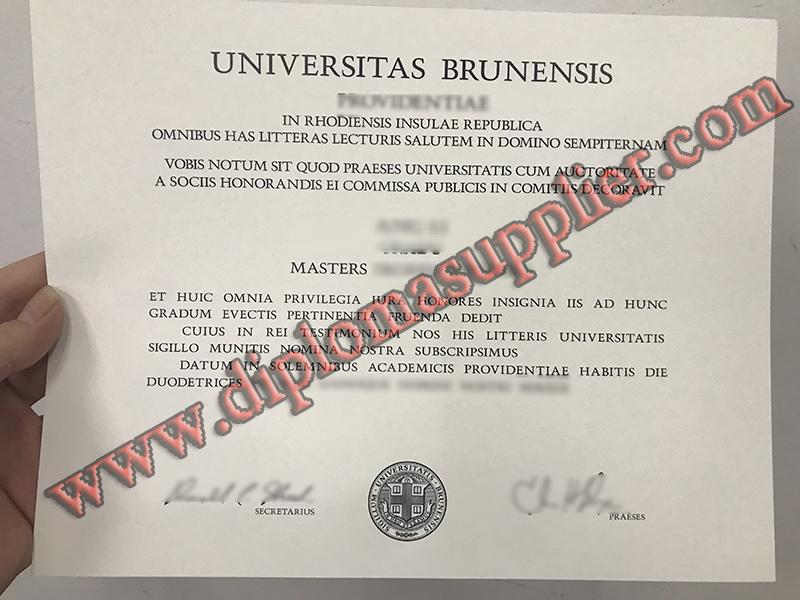 UNIVERSITAS BRUNENSIS
PROVIDENTIAE
IN RHODIENSIS INSULAE REPUBLICA
OMNIBUS HAS LITTERAS LECTURIS SALUTEM IN DOMINO SEMPITERNAM
VOBIS NOTUM SIT QUOD PRAESES UNIVERSITATIS CUM AUCTORITATE
A SOCIIS HONORANDIS EI COMMISSA PUBLICIS IN COMITIIS DECORAVIT
MASTERS
ET HUIC OMNIA PRIVILEGIA IURA HONORES INSIGNIA IIS AD HUNC
GRADUM EVECTIS PERTINENTIA FRUENDA DEDIT
CUIUS IN REI TESTIMONIUM NOS HIS LITTERIS UNIVERSITATIS
SIGILLO MUNITIS NOMINA NOSTRA SUBSCRIPSIMUS
DATUM IN SOLEMNIBUS ACADEMICIS PROVIDENTIAE HABITIS DIE
DUODETRICES
SECRETARIUS
SIGILLUM UNIVERSITATIS BRUNENSIS
PRAESES
www.diplomasupplier.com